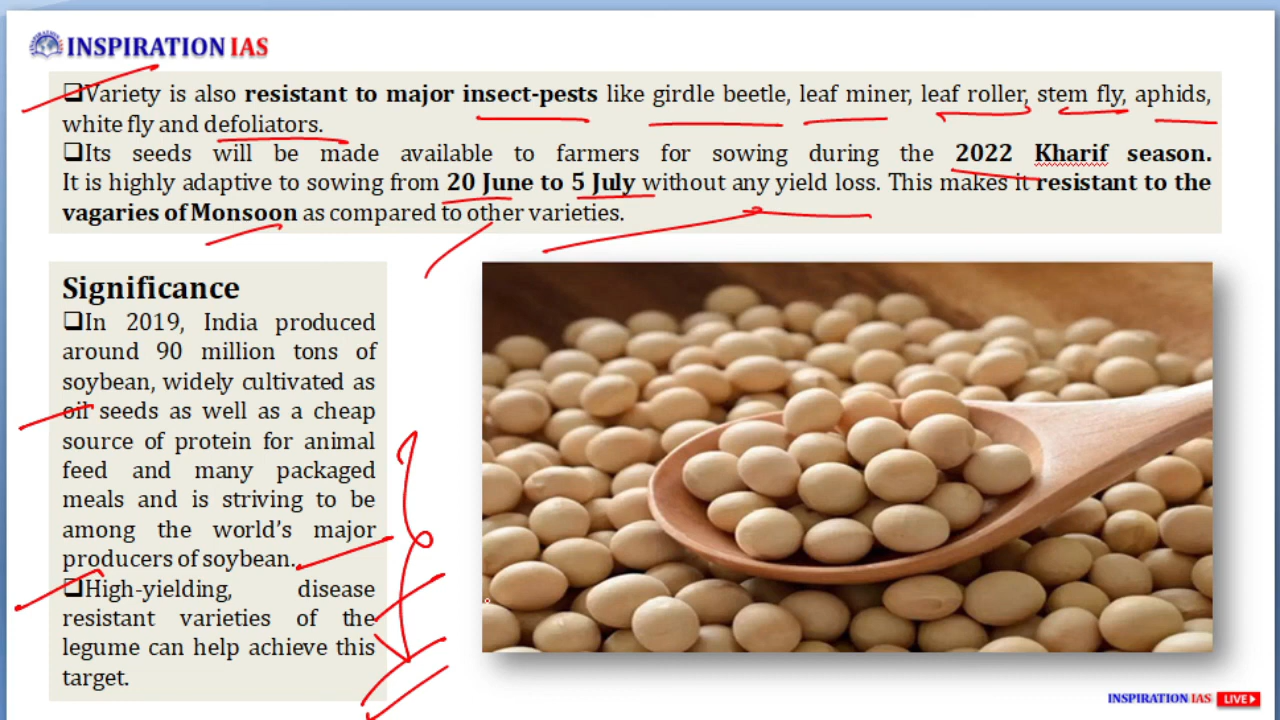 INSPIRATION IAS
❑Variety is also resistant to major insect-pests like girdle beetle, leaf miner, leaf roller, stem fly, aphids,
white fly and defoliators.
❑Its seeds will be made available to farmers for sowing during the 2022 Kharif season.
It is highly adaptive to sowing from 20 June to 5 July without any yield loss. This makes it resistant to the
vagaries of Monsoon as compared to other varieties.
Significance
❑In 2019, India produced
around 90 million tons of
soybean, widely cultivated as
oil seeds as well as a cheap
source of protein for animal
feed and many packaged
meals and is striving to be
among the world's major
producers of soybean.
❑High-yielding, disease
resistant varieties of the
legume can help achieve this
target.
INSPIRATION IAS LIVE